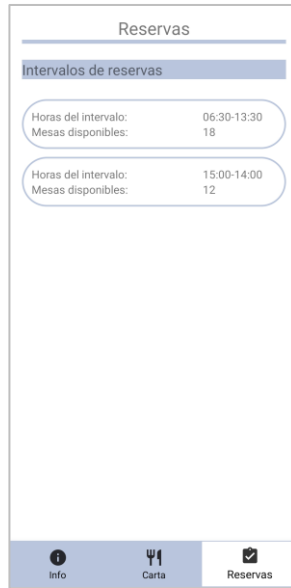 Reservas
Intervalos de reservas
Horas del intervalo: 06:30-13:30
Mesas disponibles: 18
Horas del intervalo: 15:00-14:00
Mesas disponibles: 12
Info Carta Reservas